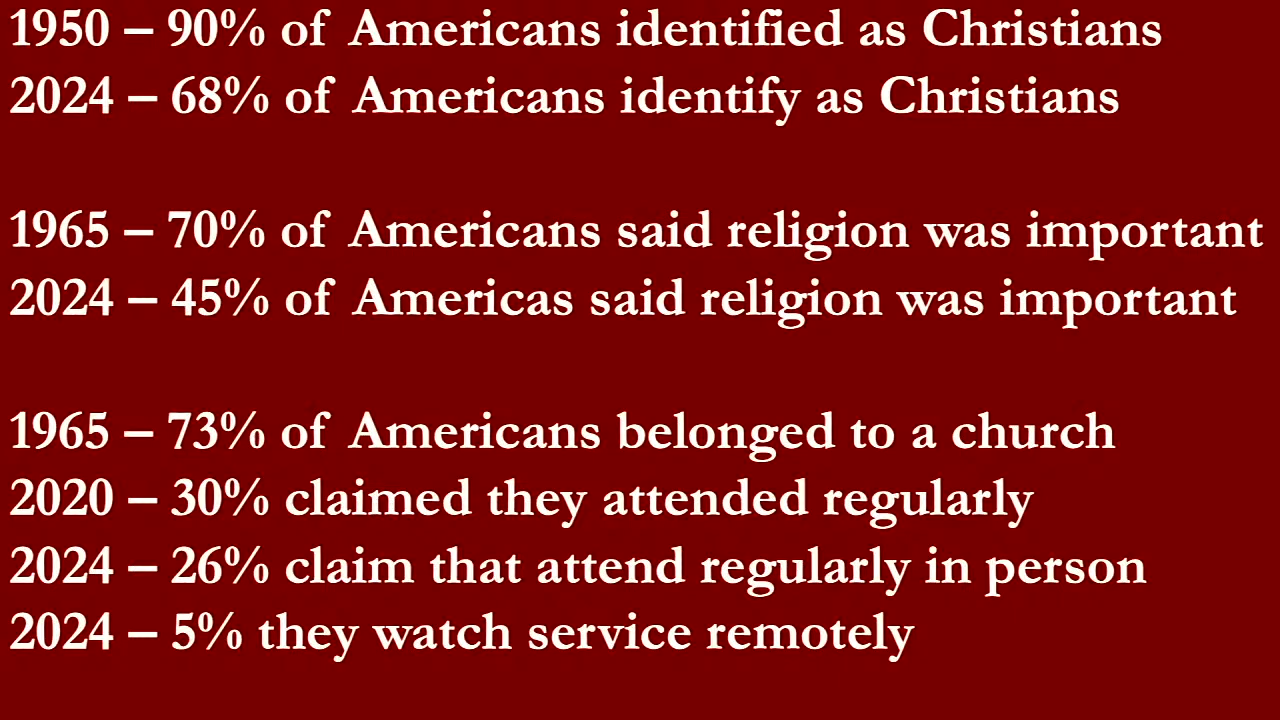 1950 – 90% of Americans identified as Christians
2024 – 68% of Americans identify as Christians
1965 – 70% of Americans said religion was important
2024 – 45% of Americas said religion was important
1965 – 73% of Americans belonged to a church
2020 – 30% claimed they attended regularly
2024 – 26% claim that attend regularly in person
2024 – 5% they watch service remotely